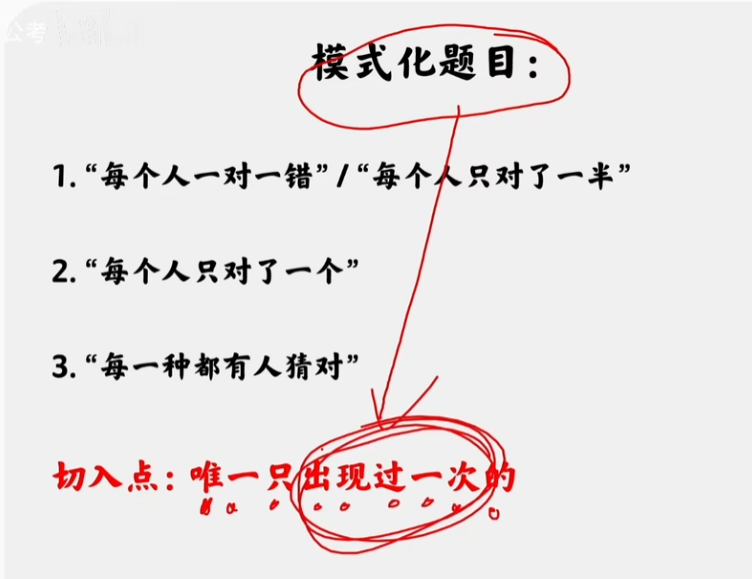 公考
模式化题目：
1.“每个人一对一错”/“每个人只对了一半”
2.“每个人只对了一个”
3.“每一种都有人猜对”
切入点：唯一只出现过一次的